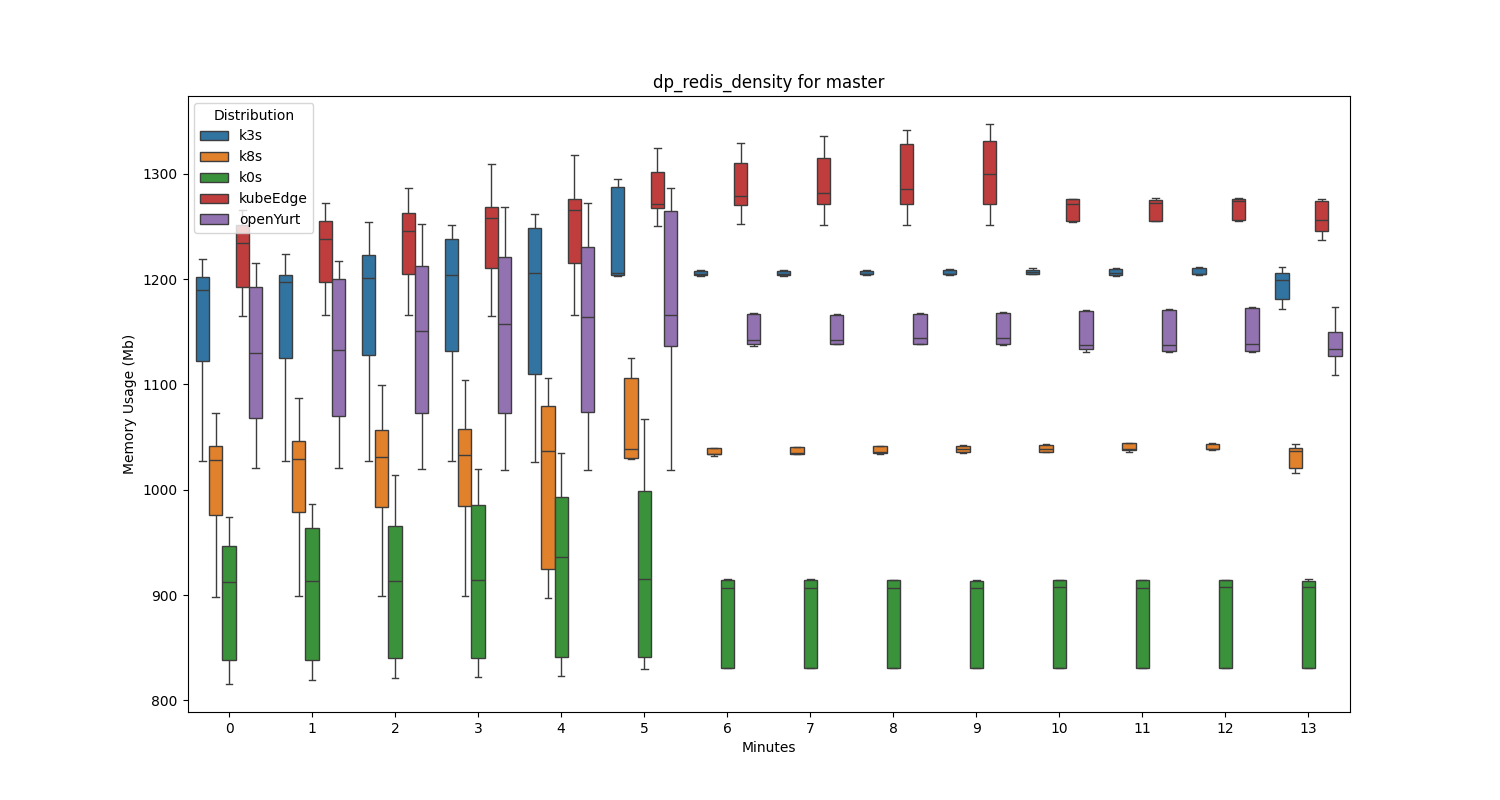 dp_redis_density for master
Distribution
k3s
k8s
k0s
kubeEdge
openYurt
Memory Usage (Mb)
1300
1200
1100
1000
900
800
0 1 2 3 4 5 6 7 8 9 10 11 12 13
Minutes